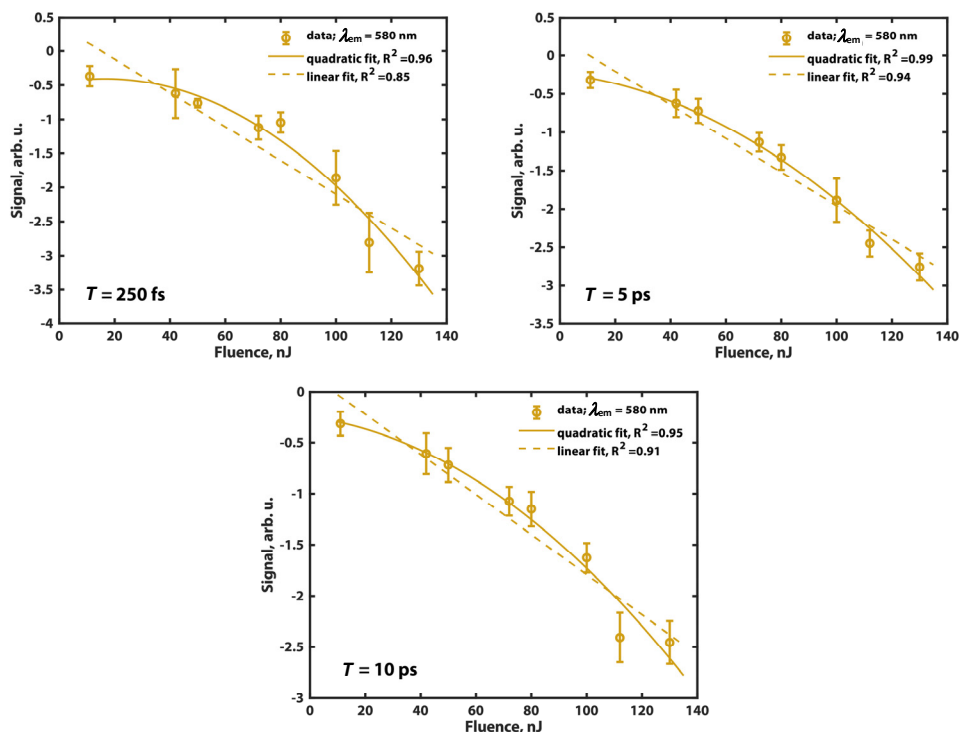 0.5
0
-0.5
-1
-1.5
-2
-2.5
-3
-3.5
-4
Signal, arb. u.
data; λem = 580 nm
quadratic fit, R2 =0.96
linear fit, R2 =0.85
T = 250 fs
0 20 40 60 80 100 120 140
Fluence, nJ
0.5
0
-0.5
-1
-1.5
-2
-2.5
-3
-3.5
Signal, arb. u.
data; λem = 580 nm
quadratic fit, R2 =0.99
linear fit, R2 =0.94
T = 5 ps
0 20 40 60 80 100 120 140
Fluence, nJ
0
-0.5
-1
-1.5
-2
-2.5
-3
Signal, arb. u.
data; λem = 580 nm
quadratic fit, R2 =0.95
linear fit, R2 =0.91
T = 10 ps
0 20 40 60 80 100 120 140
Fluence, nJ